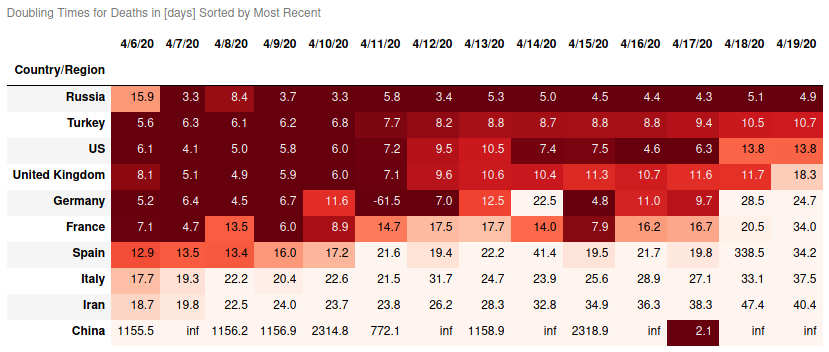 Doubling Times for Deaths in [days] Sorted by Most Recent
4/6/20 4/7/20 4/8/20 4/9/20 4/10/20 4/11/20 4/12/20 4/13/20 4/14/20 4/15/20 4/16/20 4/17/20 4/18/20 4/19/20
Country/Region
Russia 15.9 3.3 8.4 3.7 3.3 5.8 3.4 5.3 5.0 4.5 4.4 4.3 5.1 4.9
Turkey 5.6 6.3 6.1 6.2 6.8 7.7 8.2 8.8 8.7 8.8 8.8 9.4 10.5 10.7
US 6.1 4.1 5.0 5.8 6.0 7.2 9.5 10.5 7.4 7.5 4.6 6.3 13.8 13.8
United Kingdom 8.1 5.1 4.9 5.9 6.0 7.1 9.6 10.6 10.4 11.3 10.7 11.6 11.7 18.3
Germany 5.2 6.4 4.5 6.7 11.6 -61.5 7.0 12.5 22.5 4.8 11.0 9.7 28.5 24.7
France 7.1 4.7 13.5 6.0 8.9 14.7 17.5 17.7 14.0 7.9 16.2 16.7 20.5 34.0
Spain 12.9 13.5 13.4 16.0 17.2 21.6 19.4 22.2 41.4 19.5 21.7 19.8 338.5 34.2
Italy 17.7 19.3 22.2 20.4 22.6 21.5 31.7 24.7 23.9 25.6 28.9 27.1 33.1 37.5
Iran 18.7 19.8 22.5 24.0 23.7 23.8 26.2 28.3 32.8 34.9 36.3 38.3 47.4 40.4
China 1155.5 inf 1156.2 1156.9 2314.8 772.1 inf 1158.9 inf 2318.9 inf 2.1 inf inf